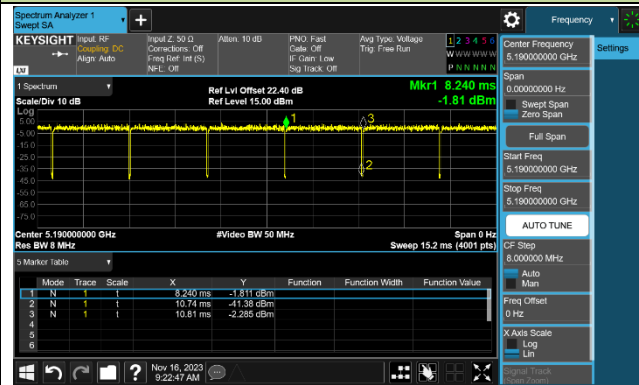 Spectrum Analyzer 1
Swept SA
Frequency
KEYSIGHT
Input: RF
Coupling: DC
Align: Auto
Input Z: 50 Ω
Corrections: Off
Freq Ref: Int (S)
NFE: Off
Atten: 10 dB
PNO: Fast
Gate: Off
IF Gain: Low
Sig Track: Off
Avg Type: Voltage
Trig: Free Run
1 2 3 4 5 6
W W W W W W
P N N N N N
LXI
1 Spectrum
Scale/Div 10 dB
Ref Lvl Offset 22.40 dB
Ref Level 15.00 dBm
Mkr1 8.240 ms
-1.81 dBm
Log
5.00
-5.00
-15.0
-25.0
-35.0
-45.0
-55.0
-65.0
-75.0
1
2
3
Center 5.190000000 GHz
Res BW 8 MHz
#Video BW 50 MHz
Span 0 Hz
Sweep 15.2 ms (4001 pts)
5 Marker Table
Mode Trace Scale X Y Function Function Width Function Value
1 N 1 t 8.240 ms -1.811 dBm
2 N 1 t 10.74 ms -41.38 dBm
3 N 1 t 10.81 ms -2.285 dBm
4
5
6
Nov 16, 2023
9:22:47 AM
Center Frequency
5.190000000 GHz
Settings
Span
0.00000000 Hz
Swept Span
Zero Span
Full Span
Start Freq
5.190000000 GHz
Stop Freq
5.190000000 GHz
AUTO TUNE
CF Step
8.000000 MHz
Auto
Man
Freq Offset
0 Hz
X Axis Scale
Log
Lin
Signal Track
(Span Zoom)